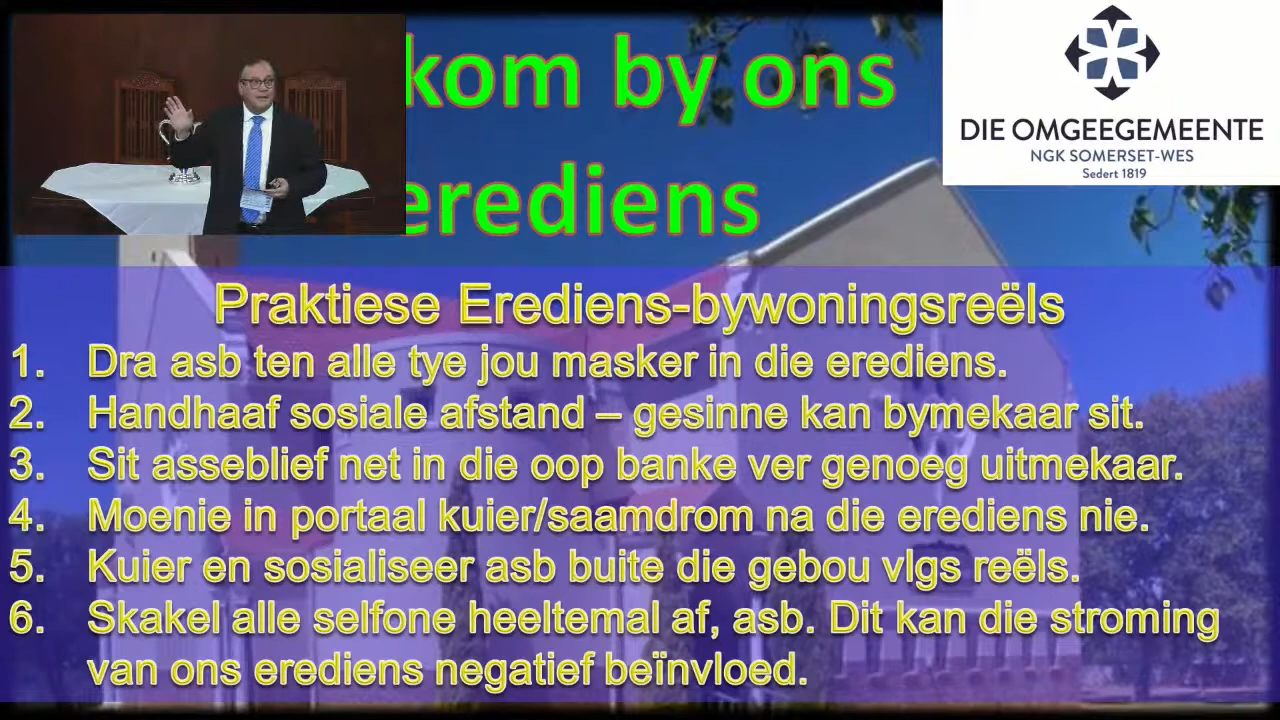 kom by ons
erediens
DIE OMGEEGEMEENTE
NGK SOMERSET-WES
Sedert 1819
Praktiese Erediens-bywoningsreëls
1. Dra asb ten alle tye jou masker in die erediens.
2. Handhaaf sosiale afstand – gesinne kan bymekaar sit.
3. Sit asseblief net in die oop banke ver genoeg uitmekaar.
4. Moenie in portaal kuier/saamdrom na die erediens nie.
5. Kuier en sosialiseer asb buite die gebou vlgs reëls.
6. Skakel alle selfone heeltemal af, asb. Dit kan die stroming
van ons erediens negatief beïnvloed.